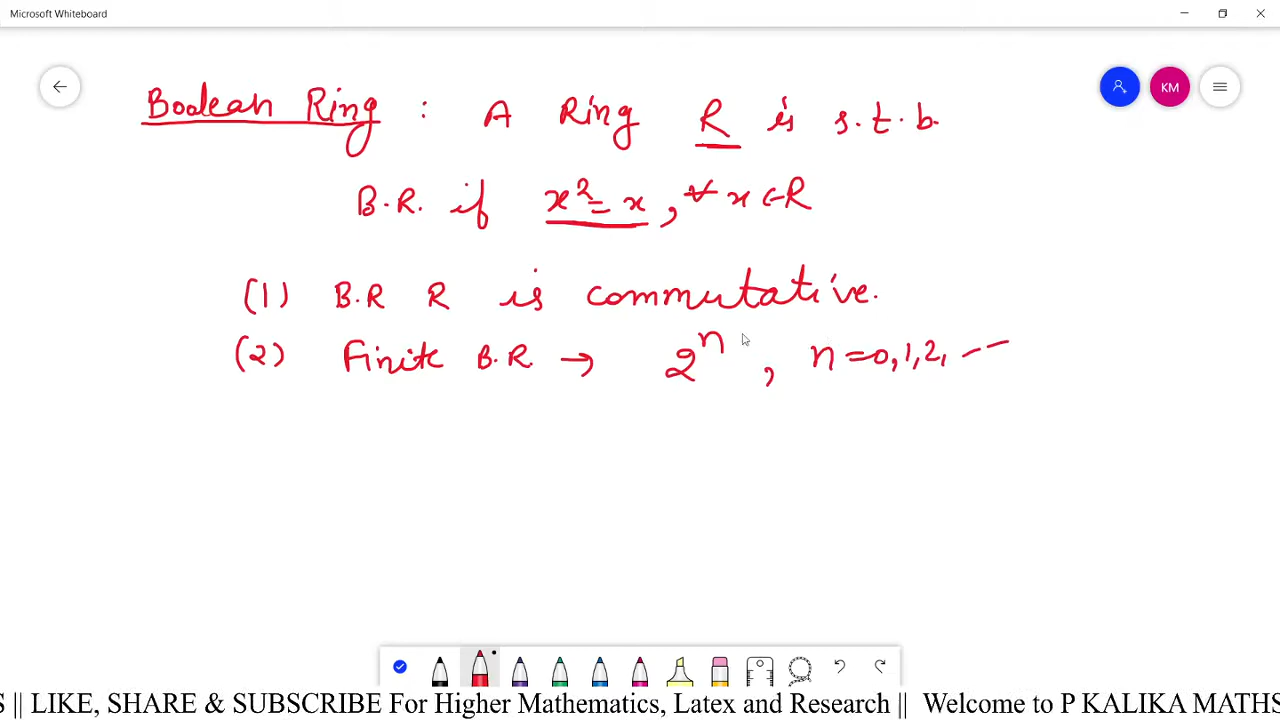 Microsoft Whiteboard
KM
Boolean Ring : A Ring R is s.t.b.
B.R. if x² = x, ∀ x ∈ R
(1) B.R R is commutative.
(2) Finite B.R. → 2ⁿ, n = 0, 1, 2, ---
S || LIKE, SHARE & SUBSCRIBE For Higher Mathematics, Latex and Research || Welcome to P KALIKA MATHS